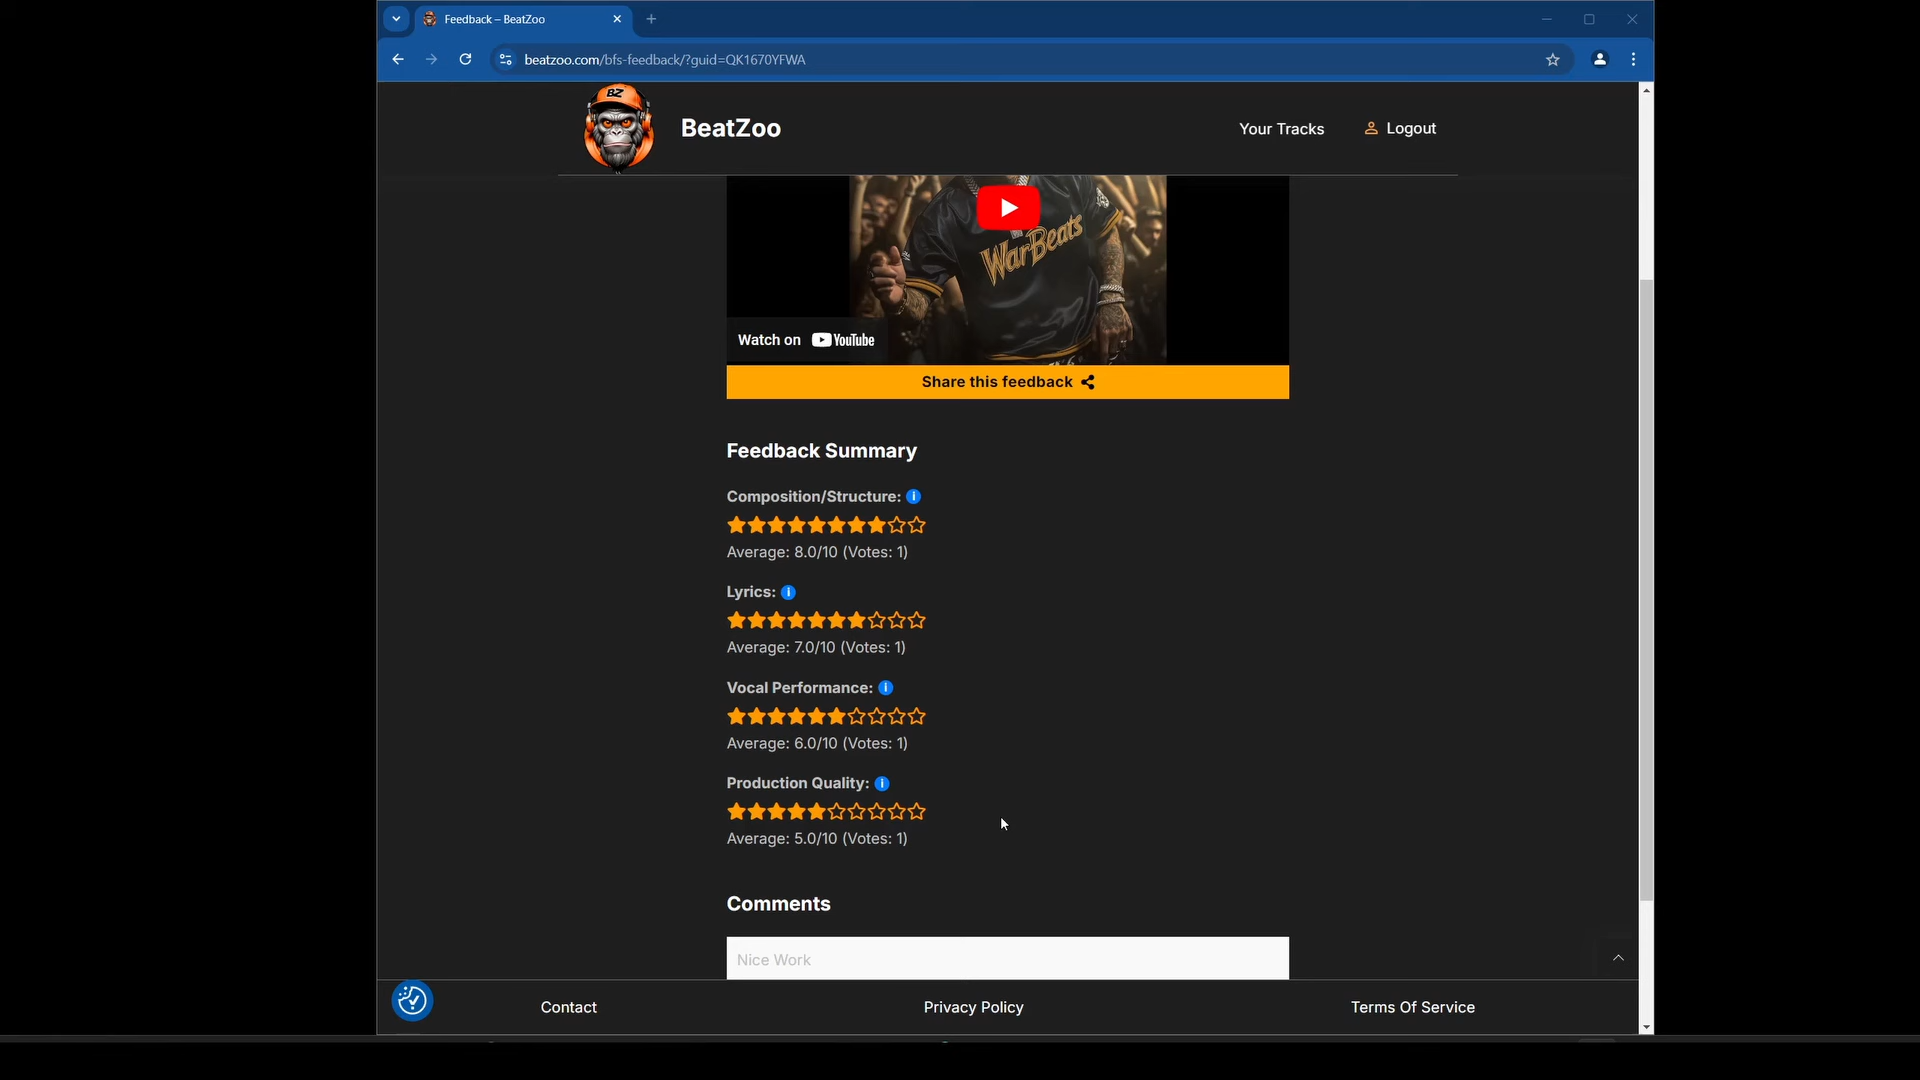 Feedback – BeatZoo
beatzoo.com/bfs-feedback/?guid=QK1670YFWA
BZ
BeatZoo
Your Tracks
Logout
WarBeats
Watch on YouTube
Share this feedback
Feedback Summary
Composition/Structure: i
Average: 8.0/10 (Votes: 1)
Lyrics: i
Average: 7.0/10 (Votes: 1)
Vocal Performance: i
Average: 6.0/10 (Votes: 1)
Production Quality: i
Average: 5.0/10 (Votes: 1)
Comments
Nice Work
Contact
Privacy Policy
Terms Of Service